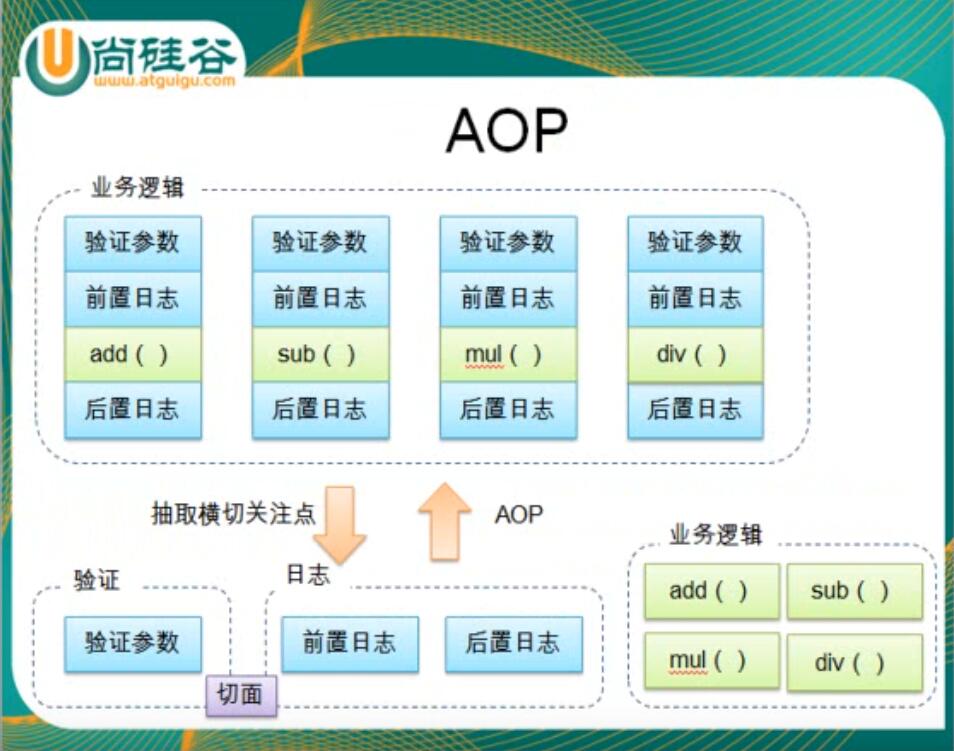 尚硅谷
www.atguigu.com
AOP
业务逻辑
验证参数 验证参数 验证参数 验证参数
前置日志 前置日志 前置日志 前置日志
add ( ) sub ( ) mul ( ) div ( )
后置日志 后置日志 后置日志 后置日志
抽取横切关注点 AOP
业务逻辑
验证 日志
add ( ) sub ( )
验证参数 前置日志 后置日志
mul ( ) div ( )
切面